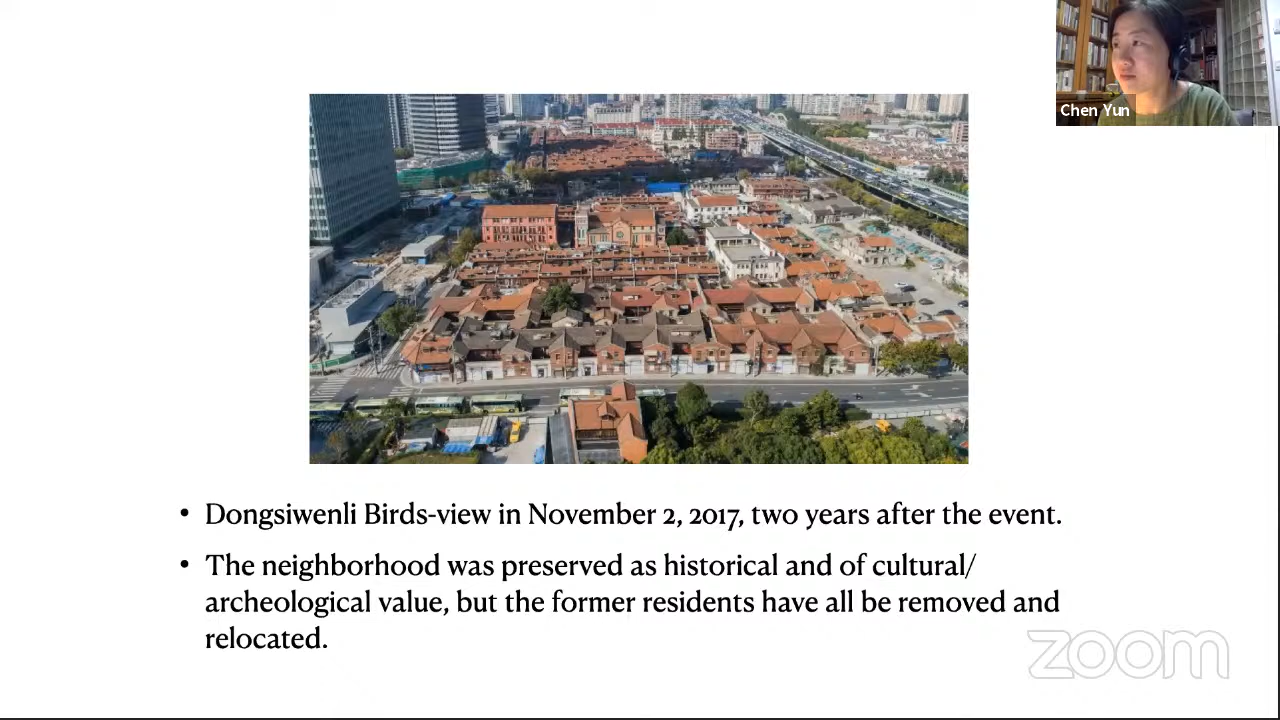 Chen Yun
• Dongsiwenli Birds-view in November 2, 2017, two years after the event.
• The neighborhood was preserved as historical and of cultural/
archeological value, but the former residents have all be removed and
relocated.
zoom